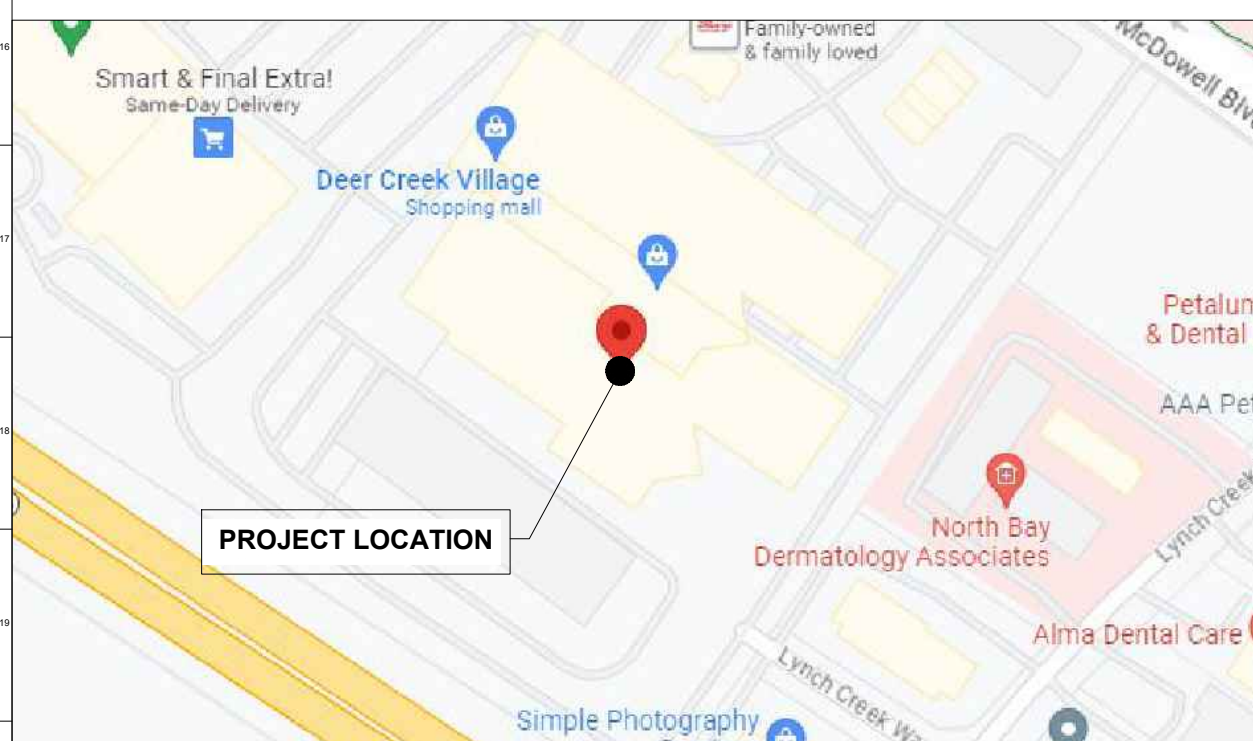 16
17
18
19
Family-owned
& family loved
McDowell Blv
Smart & Final Extra!
Same-Day Delivery
Deer Creek Village
Shopping mall
Petalun
& Dental
AAA Pet
PROJECT LOCATION
North Bay
Dermatology Associates
Lynch Creek
Alma Dental Care
Lynch Creek Wa
Simple Photography